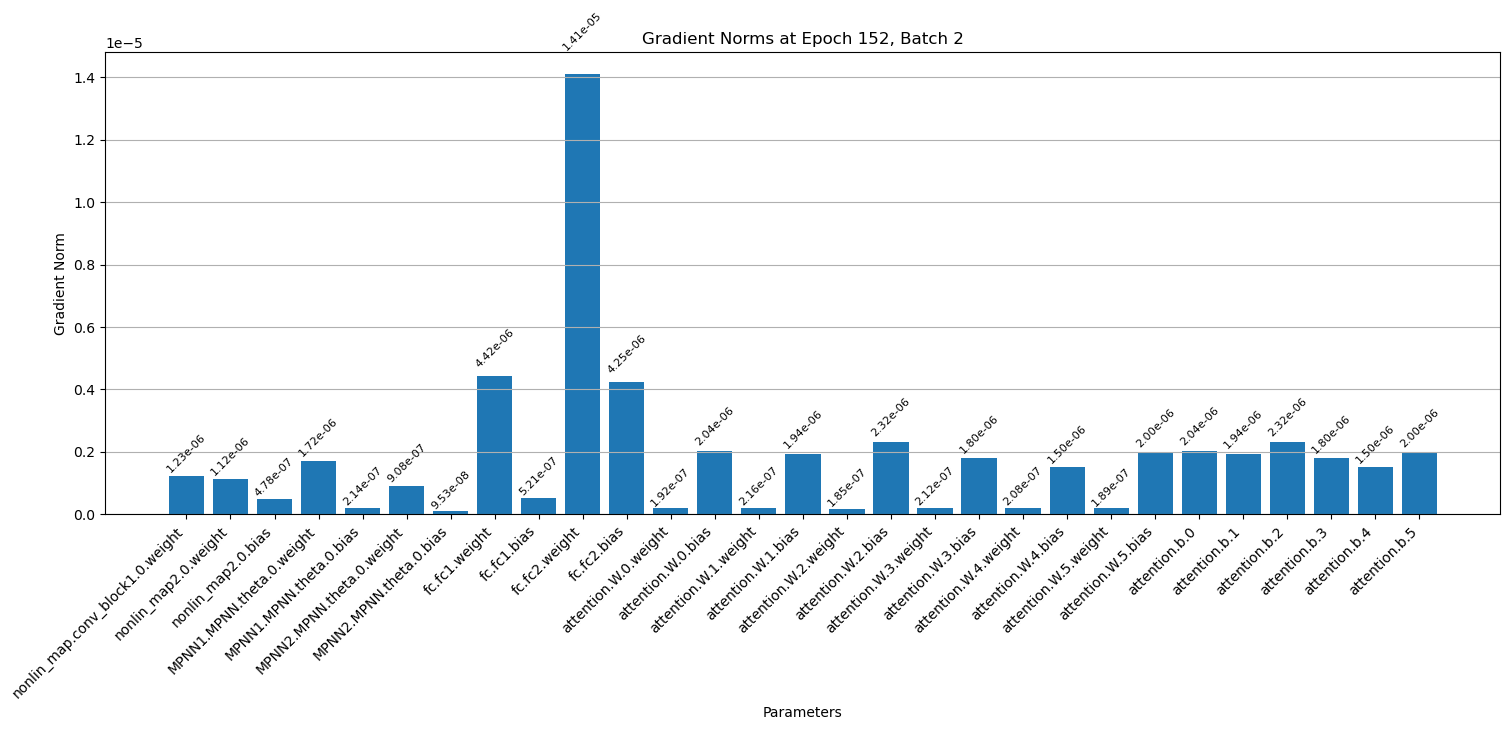 Gradient Norms at Epoch 152, Batch 2
1e−5
1.4
1.2
1.0
0.8
0.6
0.4
0.2
0.0
Gradient Norm
1.23e-06
1.12e-06
4.78e-07
1.72e-06
2.14e-07
9.08e-07
9.53e-08
4.42e-06
5.21e-07
1.41e-05
4.25e-06
1.92e-07
2.04e-06
2.16e-07
1.94e-06
1.85e-07
2.32e-06
2.12e-07
1.80e-06
2.08e-07
1.50e-06
1.89e-07
2.00e-06
2.04e-06
1.94e-06
2.32e-06
1.80e-06
1.50e-06
2.00e-06
nonlin_map.conv_block1.0.weight
nonlin_map2.0.weight
nonlin_map2.0.bias
MPNN1.MPNN.theta.0.weight
MPNN1.MPNN.theta.0.bias
MPNN2.MPNN.theta.0.weight
MPNN2.MPNN.theta.0.bias
fc.fc1.weight
fc.fc1.bias
fc.fc2.weight
fc.fc2.bias
attention.W.0.weight
attention.W.0.bias
attention.W.1.weight
attention.W.1.bias
attention.W.2.weight
attention.W.2.bias
attention.W.3.weight
attention.W.3.bias
attention.W.4.weight
attention.W.4.bias
attention.W.5.weight
attention.W.5.bias
attention.b.0
attention.b.1
attention.b.2
attention.b.3
attention.b.4
attention.b.5
Parameters